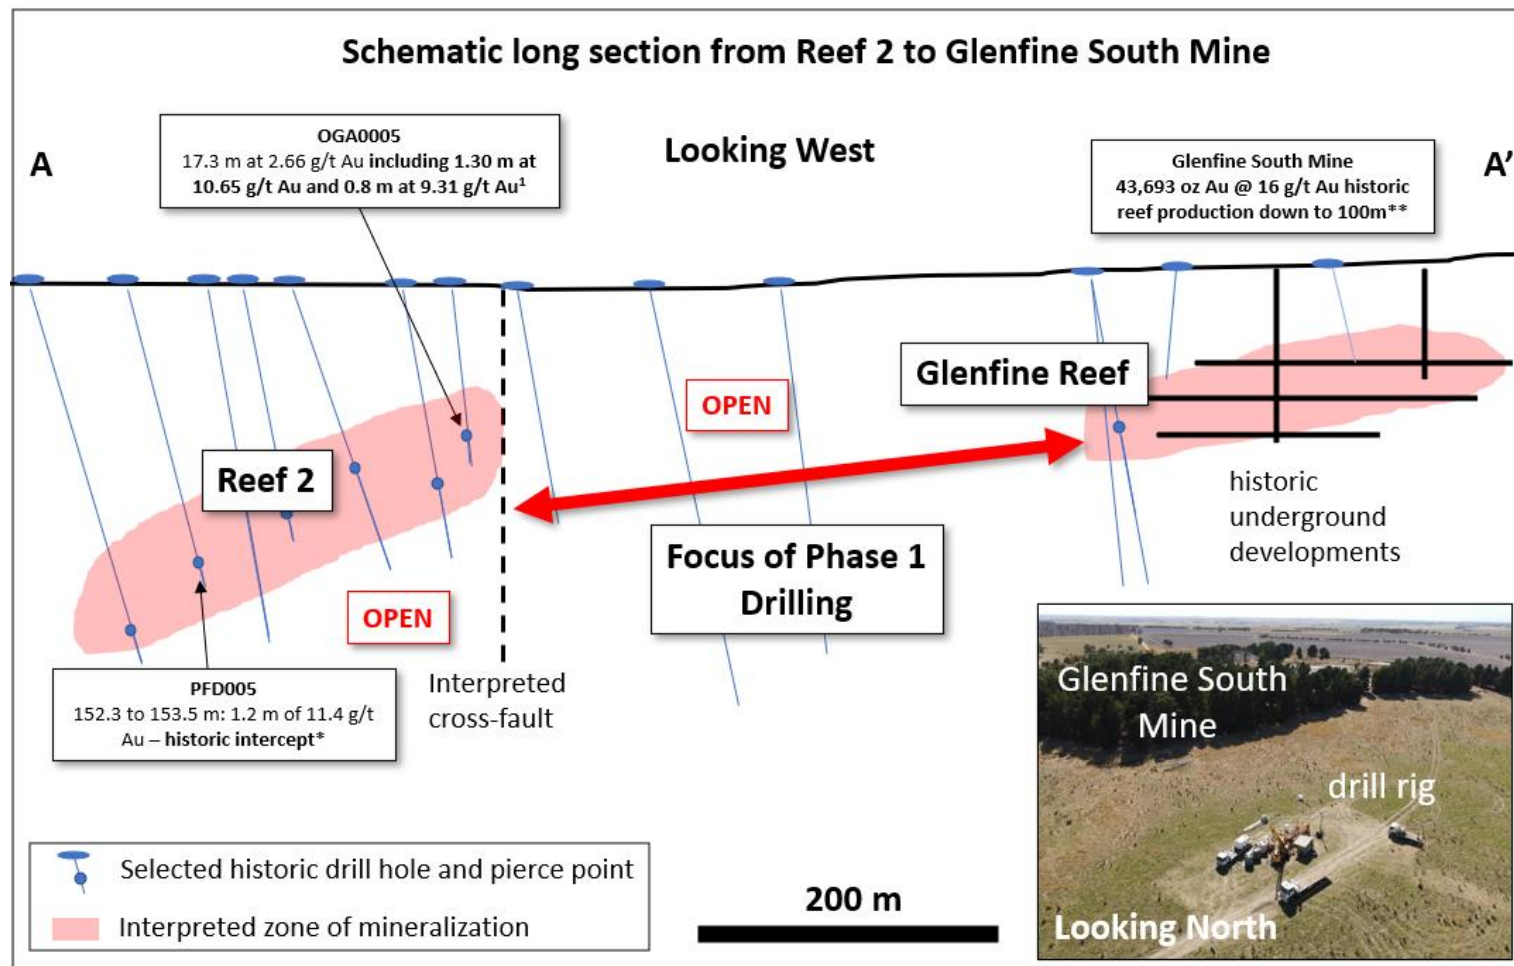 Schematic long section from Reef 2 to Glenfine South Mine
A
OGA0005
17.3 m at 2.66 g/t Au including 1.30 m at
10.65 g/t Au and 0.8 m at 9.31 g/t Au¹
Looking West
Glenfine South Mine
43,693 oz Au @ 16 g/t Au historic
reef production down to 100m**
A’
Glenfine Reef
OPEN
Reef 2
historic
underground
developments
Focus of Phase 1
Drilling
OPEN
PFD005
152.3 to 153.5 m: 1.2 m of 11.4 g/t
Au – historic intercept*
Interpreted
cross-fault
Glenfine South
Mine
drill rig
Looking North
Selected historic drill hole and pierce point
Interpreted zone of mineralization
200 m